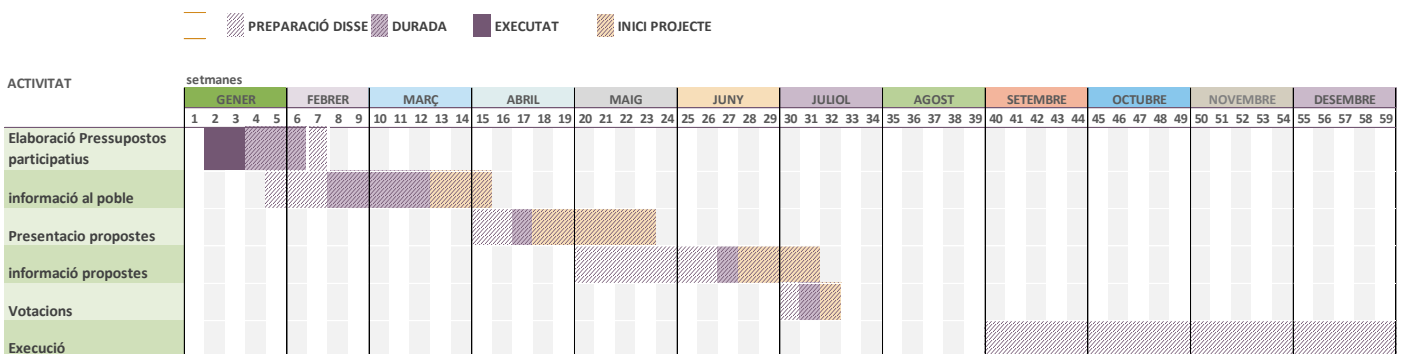 PREPARACIÓ DISSE DURADA EXECUTAT INICI PROJECTE
ACTIVITAT setmanes
GENER FEBRER MARÇ ABRIL MAIG JUNY JULIOL AGOST SETEMBRE OCTUBRE NOVEMBRE DESEMBRE
1 2 3 4 5 6 7 8 9 10 11 12 13 14 15 16 17 18 19 20 21 22 23 24 25 26 27 28 29 30 31 32 33 34 35 36 37 38 39 40 41 42 43 44 45 46 47 48 49 50 51 52 53 54 55 56 57 58 59
Elaboració Pressupostos
participatius
informació al poble
Presentacio propostes
informació propostes
Votacions
Execució